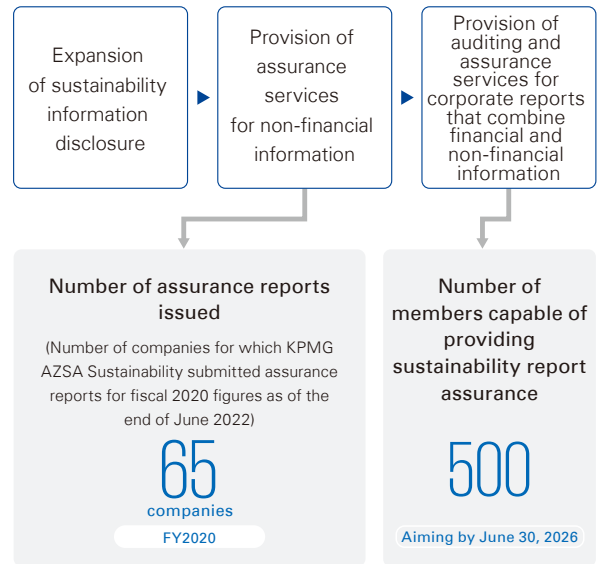 Expansion
of sustainability
information
disclosure
Provision of
assurance
services
for non-financial
information
Provision of
auditing and
assurance
services for
corporate reports
that combine
financial and
non-financial
information
Number of assurance reports
issued
(Number of companies for which KPMG
AZSA Sustainability submitted assurance
reports for fiscal 2020 figures as of the
end of June 2022)
65
companies
FY2020
Number of
members capable of
providing
sustainability report
assurance
500
Aiming by June 30, 2026